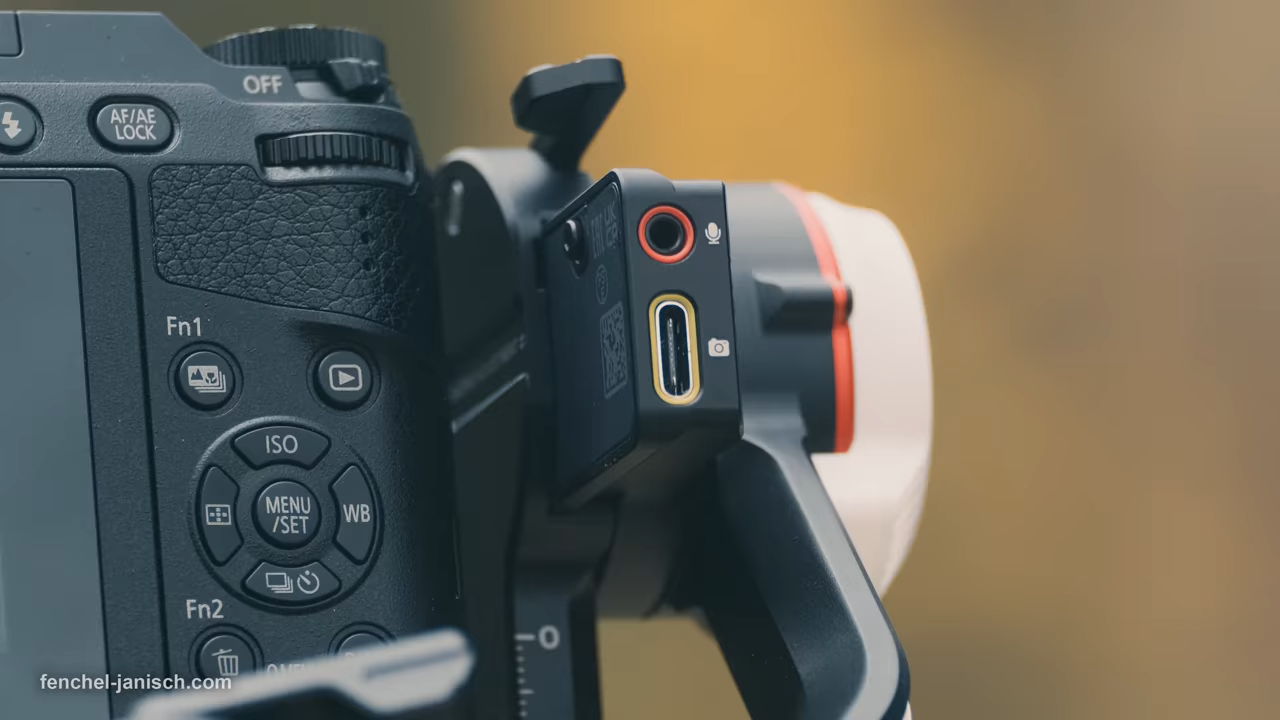 OFF
AF/AE
LOCK
Fn1
ISO
MENU
/SET
WB
Fn2
0
fenchel-janisch.com